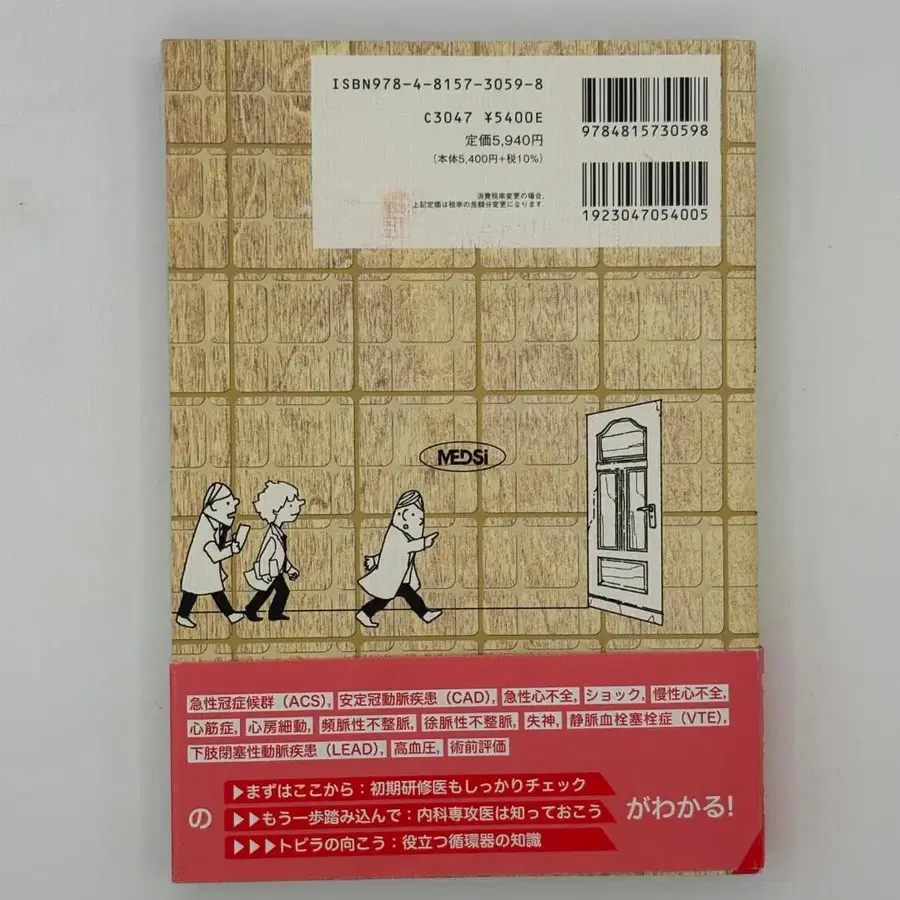 ISBN978-4-8157-3059-8
C3047 ¥5400E
定価5,940円
(本体5,400円+税10%)
消費税率変更の場合,
上記定価は税率の差額分変更になります.
9784815730598
1923047054005
MEDSi
急性冠症候群(ACS), 安定冠動脈疾患(CAD), 急性心不全, ショック, 慢性心不全,
心筋症, 心房細動, 頻脈性不整脈, 徐脈性不整脈, 失神, 静脈血栓塞栓症(VTE),
下肢閉塞性動脈疾患(LEAD), 高血圧, 術前評価
の
▶まずはここから:初期研修医もしっかりチェック
▶▶もう一歩踏み込んで:内科専攻医は知っておこう
▶▶▶トビラの向こう:役立つ循環器の知識
がわかる!